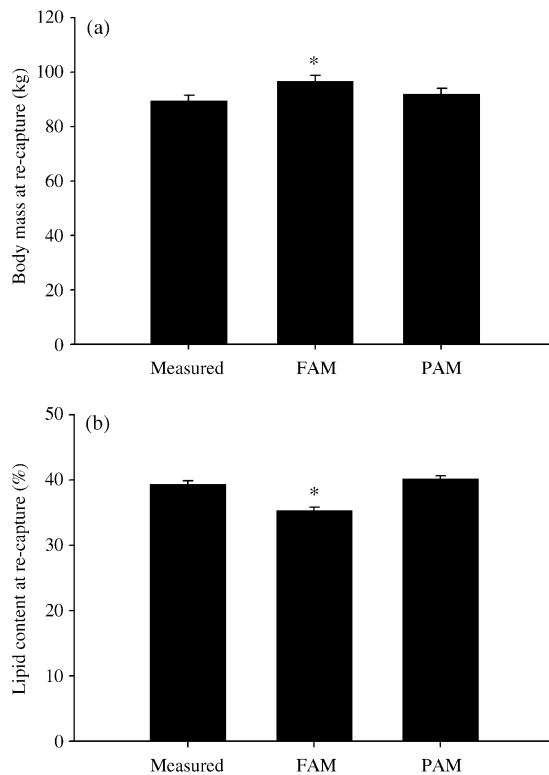 (a)
Body mass at re-capture (kg)
120
100
80
60
40
20
0
*
Measured
FAM
PAM
(b)
Lipid content at re-capture (%)
50
40
30
20
10
0
*
Measured
FAM
PAM